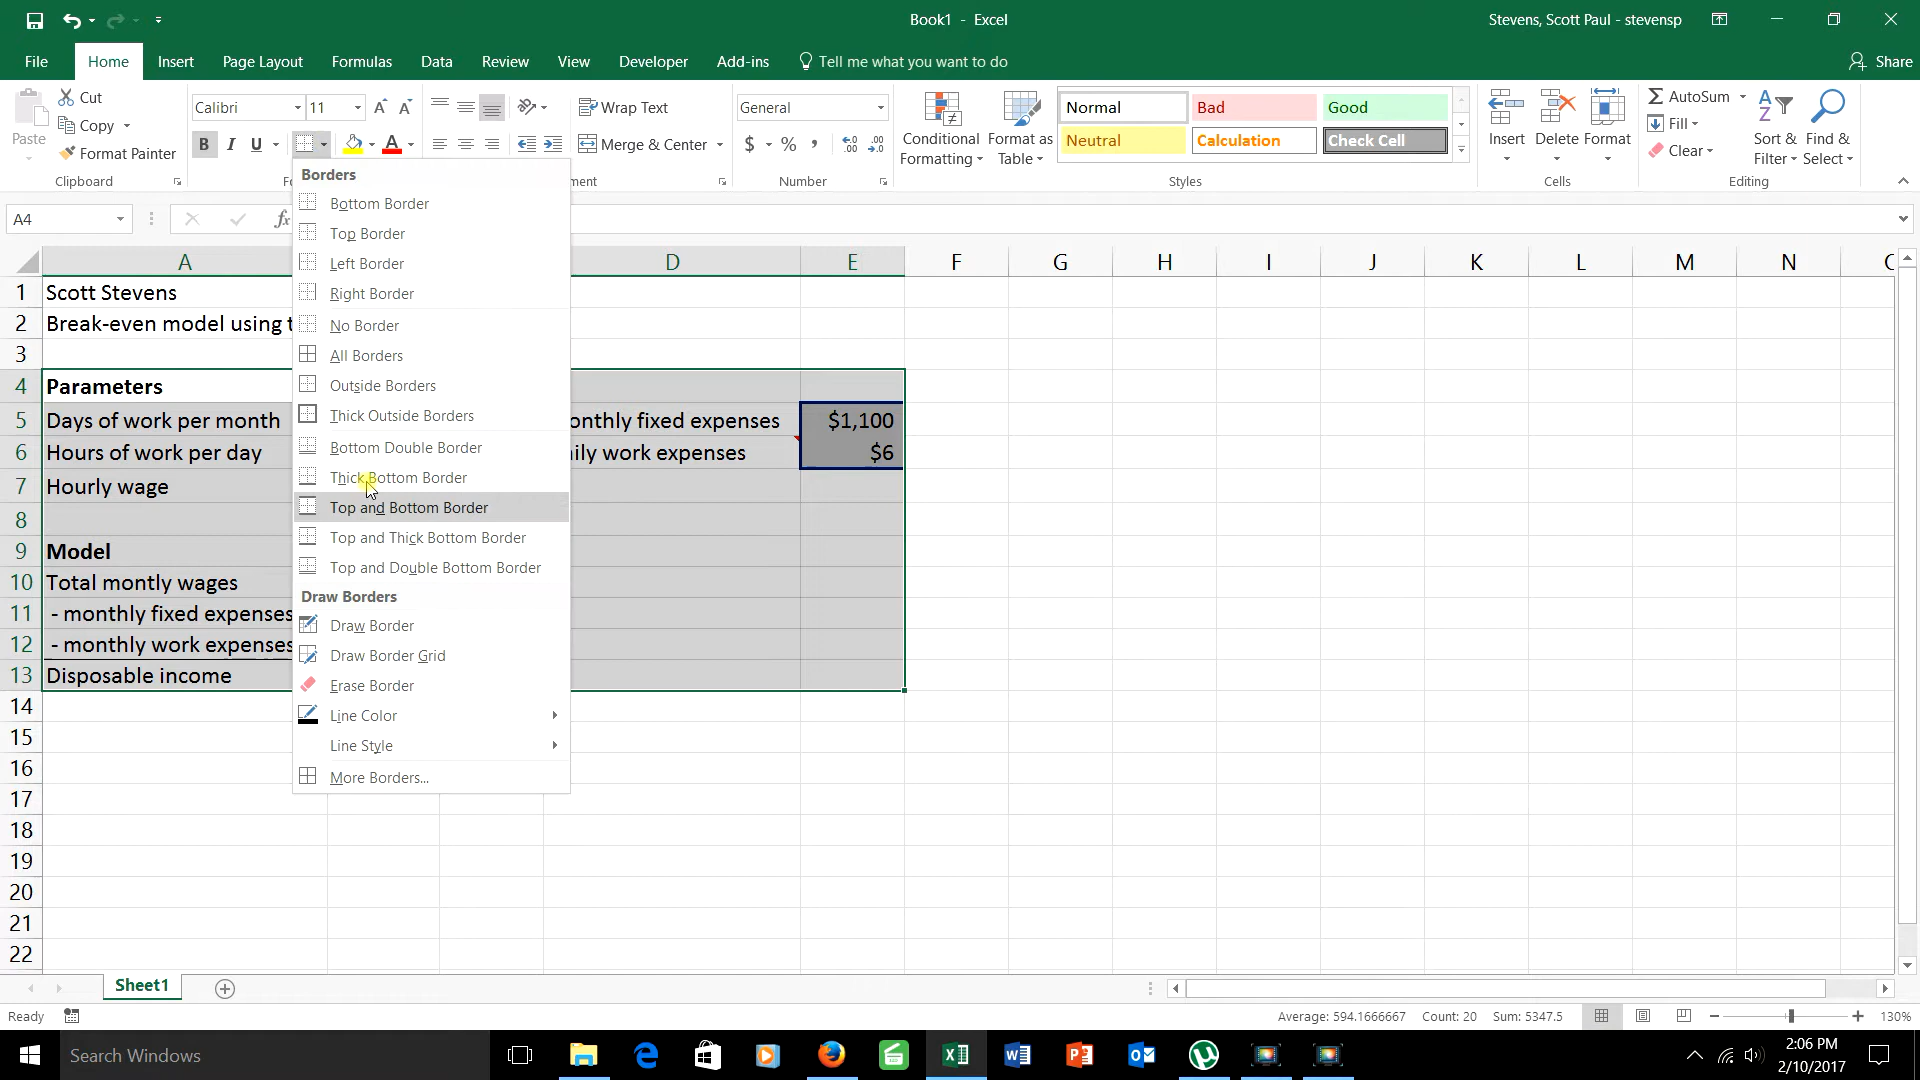 Book1 - Excel
Stevens, Scott Paul - stevensp
File Home Insert Page Layout Formulas Data Review View Developer Add-ins Tell me what you want to do Share
Paste
Cut
Copy
Format Painter
Clipboard
Calibri 11
B I U A
Wrap Text
Merge & Center
General
$ % ,
Number
Conditional Formatting
Format as Table
Normal Bad Good
Neutral Calculation Check Cell
Styles
Insert Delete Format
Cells
AutoSum
Fill
Clear
Sort & Filter
Find & Select
Editing
A4 fx
Borders
Bottom Border
Top Border
Left Border
Right Border
No Border
All Borders
Outside Borders
Thick Outside Borders
Bottom Double Border
Thick Bottom Border
Top and Bottom Border
Top and Thick Bottom Border
Top and Double Bottom Border
Draw Borders
Draw Border
Draw Border Grid
Erase Border
Line Color
Line Style
More Borders...
A D E F G H I J K L M N
1 Scott Stevens
2 Break-even model using
3
4 Parameters
5 Days of work per month onthly fixed expenses $1,100
6 Hours of work per day ily work expenses $6
7 Hourly wage
8
9 Model
10 Total montly wages
11 - monthly fixed expenses
12 - monthly work expenses
13 Disposable income
14
15
16
17
18
19
20
21
22
Sheet1
Ready Average: 594.1666667 Count: 20 Sum: 5347.5 130%
Search Windows
2:06 PM
2/10/2017